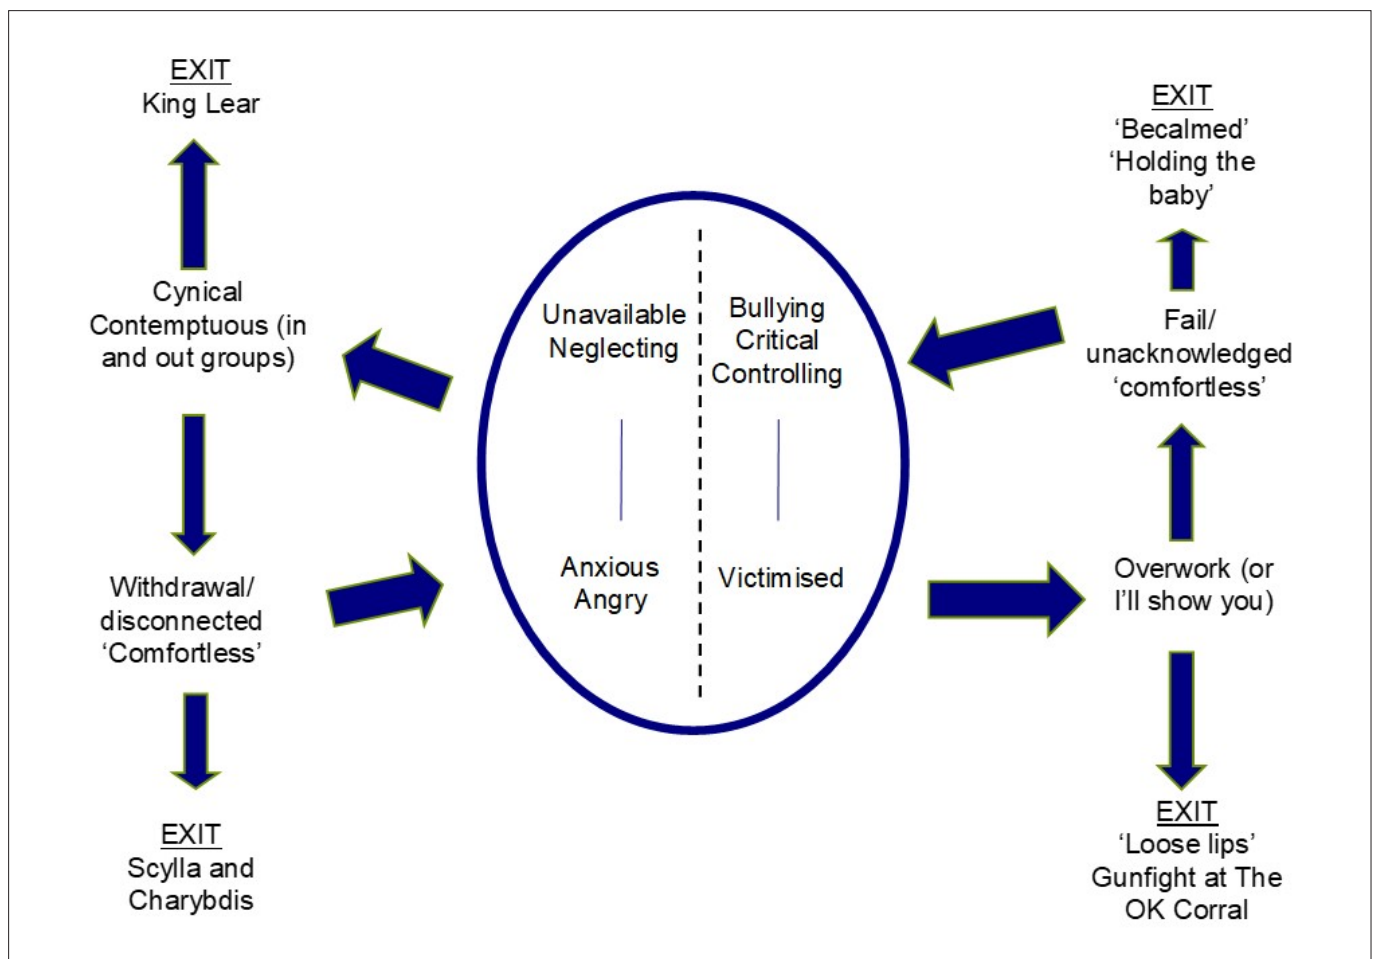 EXIT
King Lear
Cynical
Contemptuous (in
and out groups)
Withdrawal/
disconnected
‘Comfortless’
EXIT
Scylla and
Charybdis
Unavailable
Neglecting
Anxious
Angry
Bullying
Critical
Controlling
Victimised
EXIT
‘Becalmed’
‘Holding the
baby’
Fail/
unacknowledged
‘comfortless’
Overwork (or
I’ll show you)
EXIT
‘Loose lips’
Gunfight at The
OK Corral